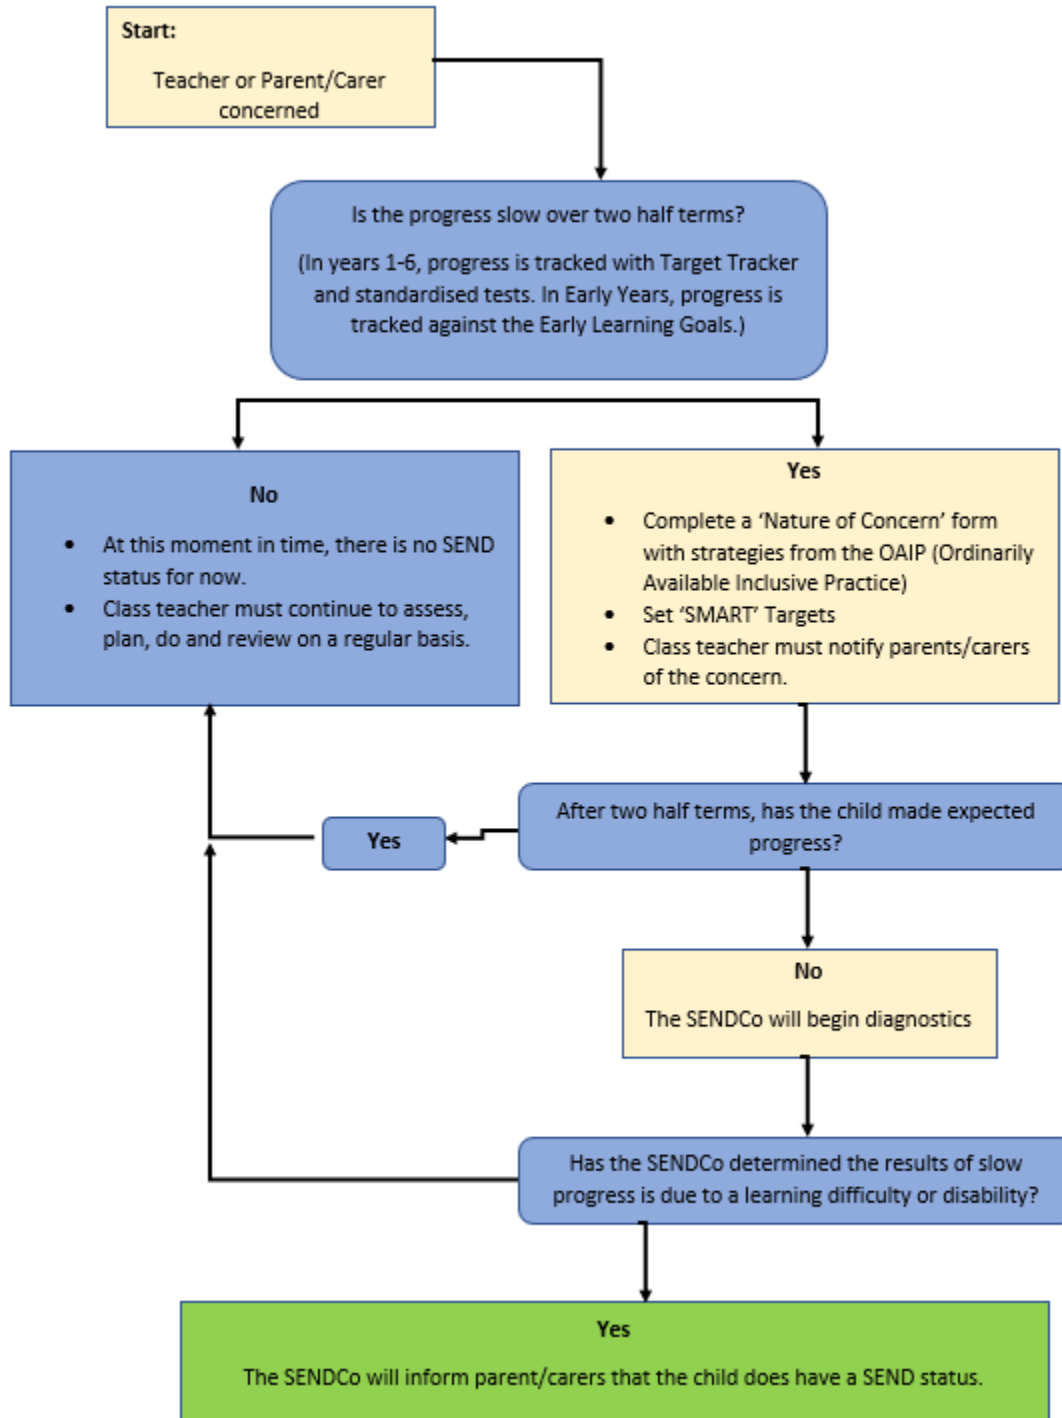 Start:
Teacher or Parent/Carer
concerned
Is the progress slow over two half terms?
(In years 1-6, progress is tracked with Target Tracker
and standardised tests. In Early Years, progress is
tracked against the Early Learning Goals.)
No
• At this moment in time, there is no SEND
status for now.
• Class teacher must continue to assess,
plan, do and review on a regular basis.
Yes
• Complete a ‘Nature of Concern’ form
with strategies from the OAIP (Ordinarily
Available Inclusive Practice)
• Set ‘SMART’ Targets
• Class teacher must notify parents/carers
of the concern.
After two half terms, has the child made expected
progress?
Yes
No
The SENDCo will begin diagnostics
Has the SENDCo determined the results of slow
progress is due to a learning difficulty or disability?
Yes
The SENDCo will inform parent/carers that the child does have a SEND status.